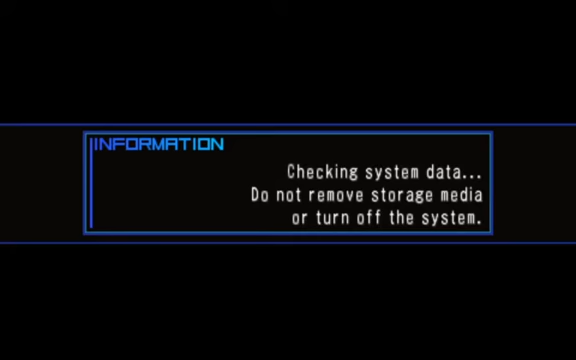 INFORMATION
Checking system data...
Do not remove storage media
or turn off the system.